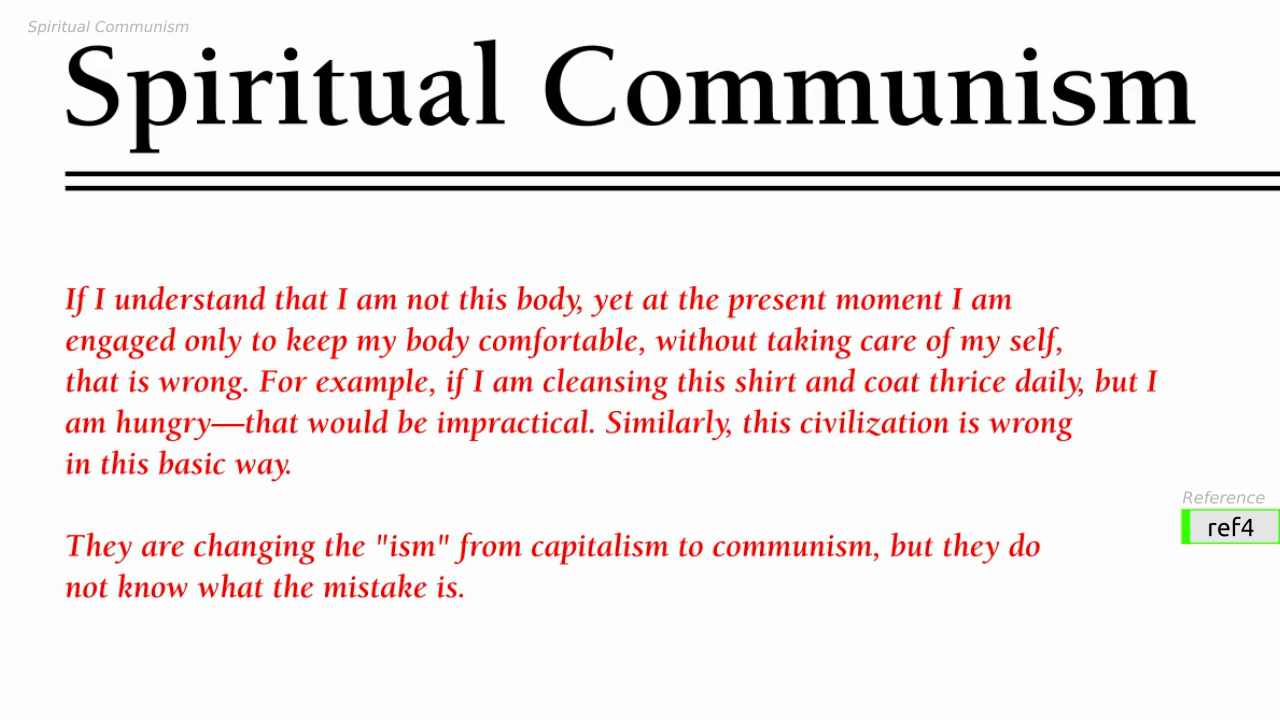 Spiritual Communism
Spiritual Communism
If I understand that I am not this body, yet at the present moment I am
engaged only to keep my body comfortable, without taking care of my self,
that is wrong. For example, if I am cleansing this shirt and coat thrice daily, but I
am hungry—that would be impractical. Similarly, this civilization is wrong
in this basic way.
They are changing the "ism" from capitalism to communism, but they do
not know what the mistake is.
Reference
ref4